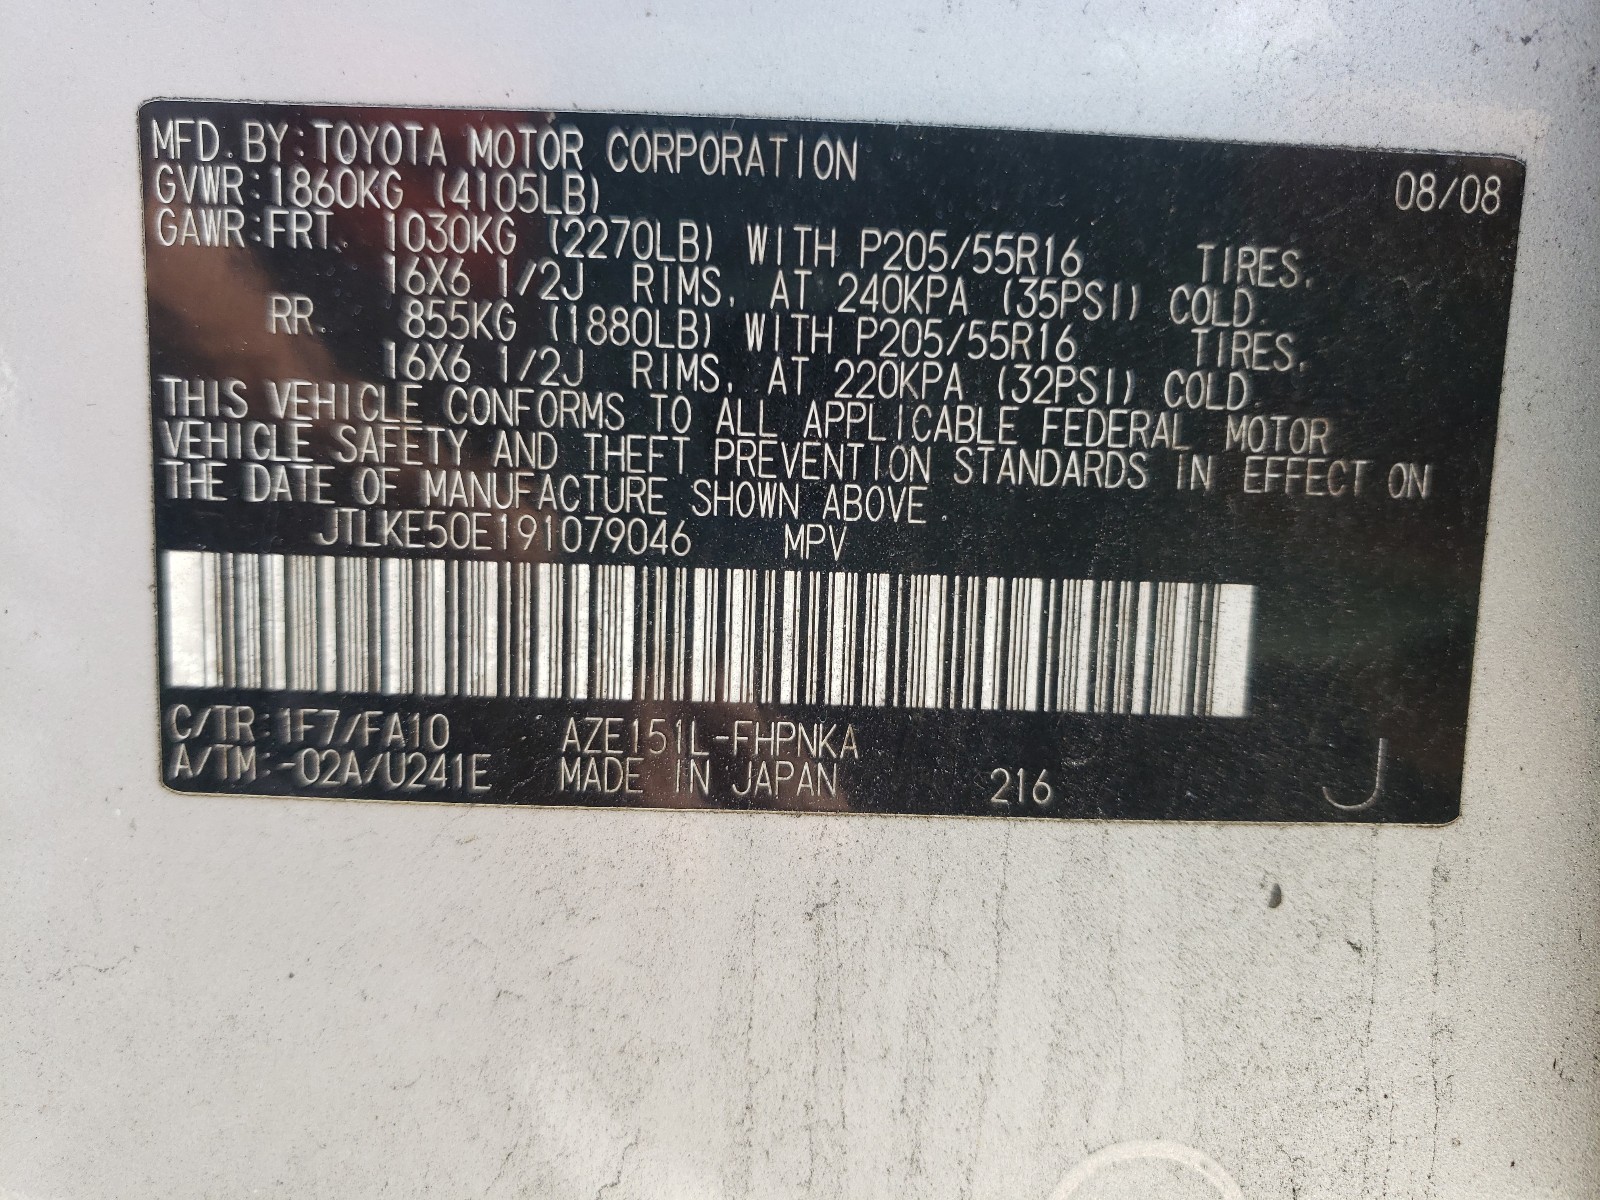 MFD. BY: TOYOTA MOTOR CORPORATION 08/08
GVWR: 1860KG (4105LB)
GAWR: FRT. 1030KG (2270LB) WITH P205/55R16 TIRES,
16X6 1/2J RIMS, AT 240KPA (35PSI) COLD.
RR. 855KG (1880LB) WITH P205/55R16 TIRES,
16X6 1/2J RIMS, AT 220KPA (32PSI) COLD.
THIS VEHICLE CONFORMS TO ALL APPLICABLE FEDERAL MOTOR
VEHICLE SAFETY AND THEFT PREVENTION STANDARDS IN EFFECT ON
THE DATE OF MANUFACTURE SHOWN ABOVE.
JTLKE50E191079046 MPV
C/TR: 1F7/FA10 AZE151L-FHPNKA
A/TM: -02A/U241E MADE IN JAPAN 216 J